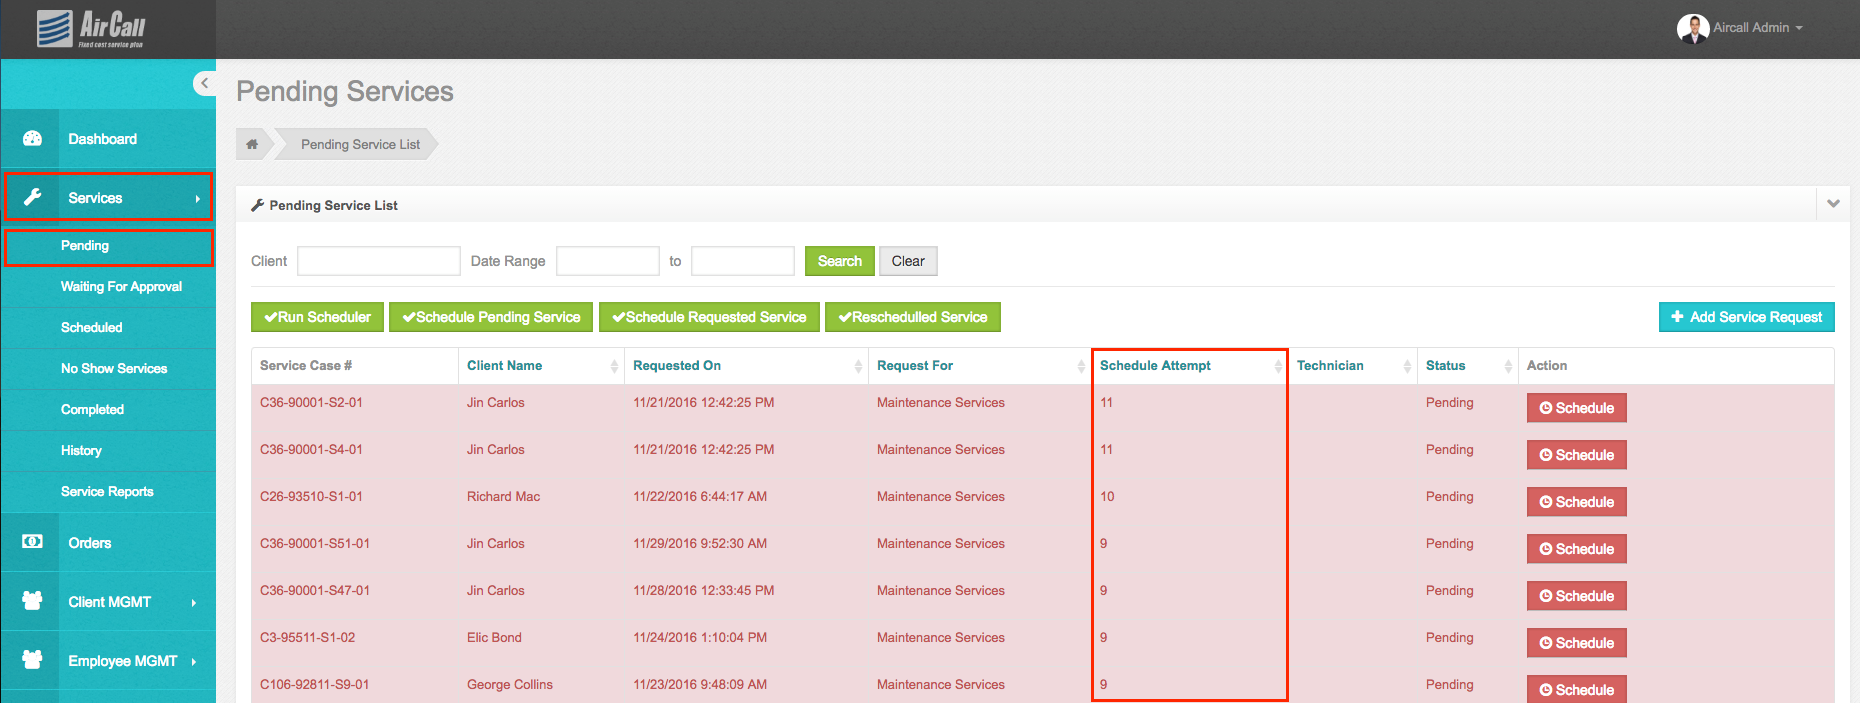 AirCall
Fixed cost service plan
Aircall Admin
Pending Services
Dashboard
Pending Service List
Services
Pending Service List
Pending
Client Date Range to Search Clear
Waiting For Approval
Run Scheduler Schedule Pending Service Schedule Requested Service Reschedulled Service Add Service Request
Scheduled
No Show Services
Completed
History
Service Reports
Orders
Client MGMT
Employee MGMT
Service Case # Client Name Requested On Request For Schedule Attempt Technician Status Action
C36-90001-S2-01 Jin Carlos 11/21/2016 12:42:25 PM Maintenance Services 11 Pending Schedule
C36-90001-S4-01 Jin Carlos 11/21/2016 12:42:25 PM Maintenance Services 11 Pending Schedule
C26-93510-S1-01 Richard Mac 11/22/2016 6:44:17 AM Maintenance Services 10 Pending Schedule
C36-90001-S51-01 Jin Carlos 11/29/2016 9:52:30 AM Maintenance Services 9 Pending Schedule
C36-90001-S47-01 Jin Carlos 11/28/2016 12:33:45 PM Maintenance Services 9 Pending Schedule
C3-95511-S1-02 Elic Bond 11/24/2016 1:10:04 PM Maintenance Services 9 Pending Schedule
C106-92811-S9-01 George Collins 11/23/2016 9:48:09 AM Maintenance Services 9 Pending Schedule